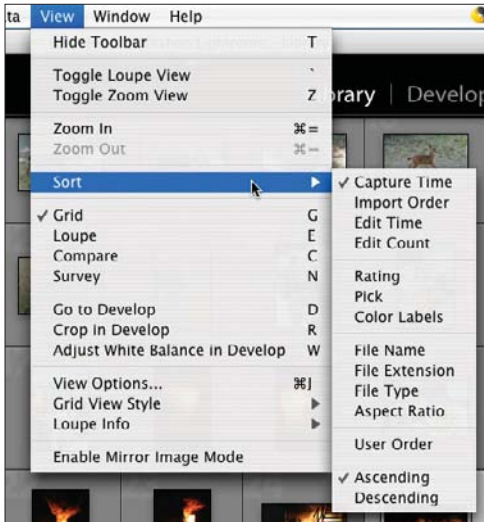 ta View Window Help
Hide Toolbar T
Toggle Loupe View `
Toggle Zoom View Z
Library | Develop
Zoom In ⌘=
Zoom Out ⌘−
Sort
✓ Grid G
Loupe E
Compare C
Survey N
Go to Develop D
Crop in Develop R
Adjust White Balance in Develop W
View Options... ⌘J
Grid View Style
Loupe Info
Enable Mirror Image Mode
✓ Capture Time
Import Order
Edit Time
Edit Count
Rating
Pick
Color Labels
File Name
File Extension
File Type
Aspect Ratio
User Order
✓ Ascending
Descending